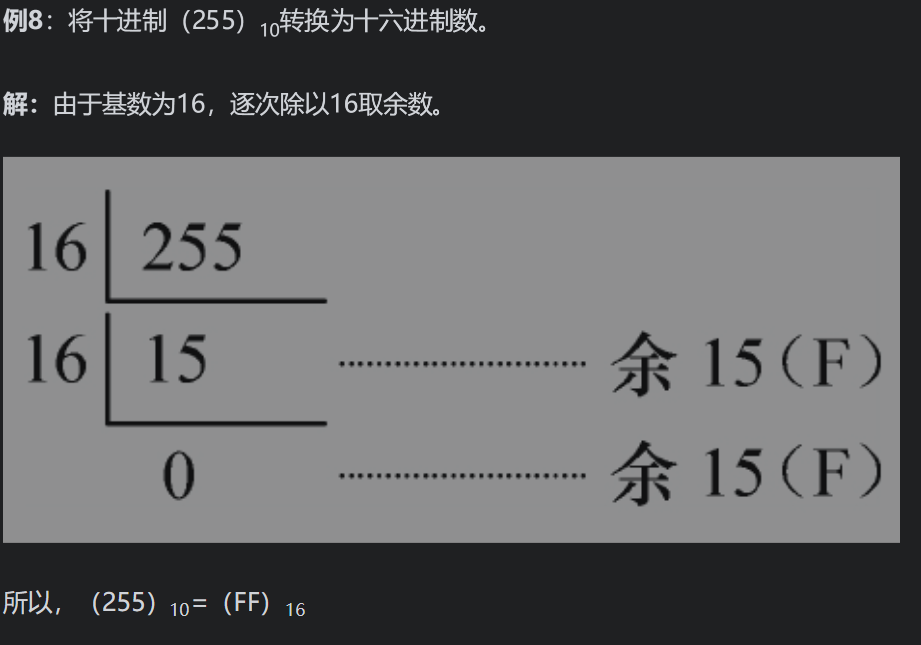 例8：将十进制（255）10转换为十六进制数。
解：由于基数为16，逐次除以16取余数。
16 255
16 15 余 15（F）
0 余 15（F）
所以，（255）10=（FF）16